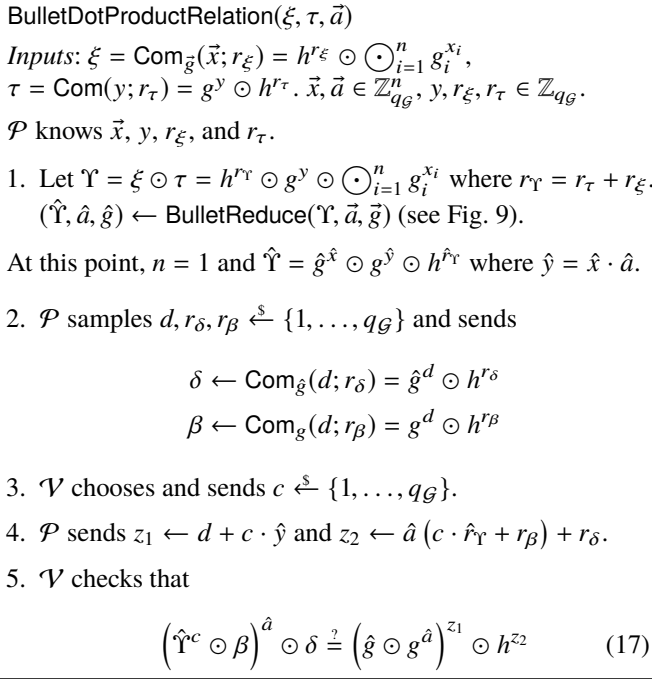 BulletDotProductRelation(ξ, τ, a⃗)
Inputs: ξ = Com_g⃗(x⃗; r_ξ) = h^{r_ξ} ⊙ ⨀_{i=1}^{n} g_i^{x_i},
τ = Com(y; r_τ) = g^y ⊙ h^{r_τ}. x⃗, a⃗ ∈ ℤ_{q_𝒢}^n, y, r_ξ, r_τ ∈ ℤ_{q_𝒢}.
𝒫 knows x⃗, y, r_ξ, and r_τ.
1. Let Υ = ξ ⊙ τ = h^{r_Υ} ⊙ g^y ⊙ ⨀_{i=1}^{n} g_i^{x_i} where r_Υ = r_τ + r_ξ.
(Υ̂, â, ĝ) ← BulletReduce(Υ, a⃗, g⃗) (see Fig. 9).
At this point, n = 1 and Υ̂ = ĝ^{x̂} ⊙ g^{ŷ} ⊙ h^{r̂_Υ} where ŷ = x̂ · â.
2. 𝒫 samples d, r_δ, r_β ←$ {1, . . . , q_𝒢} and sends
δ ← Com_ĝ(d; r_δ) = ĝ^d ⊙ h^{r_δ}
β ← Com_g(d; r_β) = g^d ⊙ h^{r_β}
3. 𝒱 chooses and sends c ←$ {1, . . . , q_𝒢}.
4. 𝒫 sends z_1 ← d + c · ŷ and z_2 ← â (c · r̂_Υ + r_β) + r_δ.
5. 𝒱 checks that
(Υ̂^c ⊙ β)^â ⊙ δ ≟ (ĝ ⊙ g^â)^{z_1} ⊙ h^{z_2} (17)